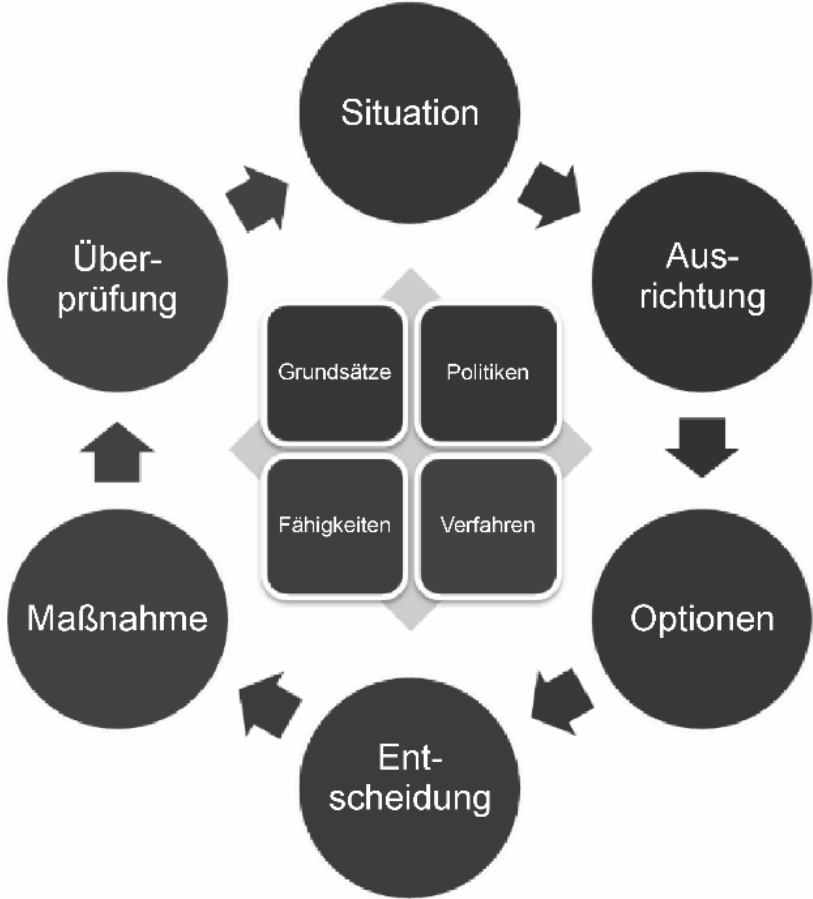 Situation
Aus-
richtung
Optionen
Ent-
scheidung
Maßnahme
Über-
prüfung
Grundsätze
Politiken
Fähigkeiten
Verfahren